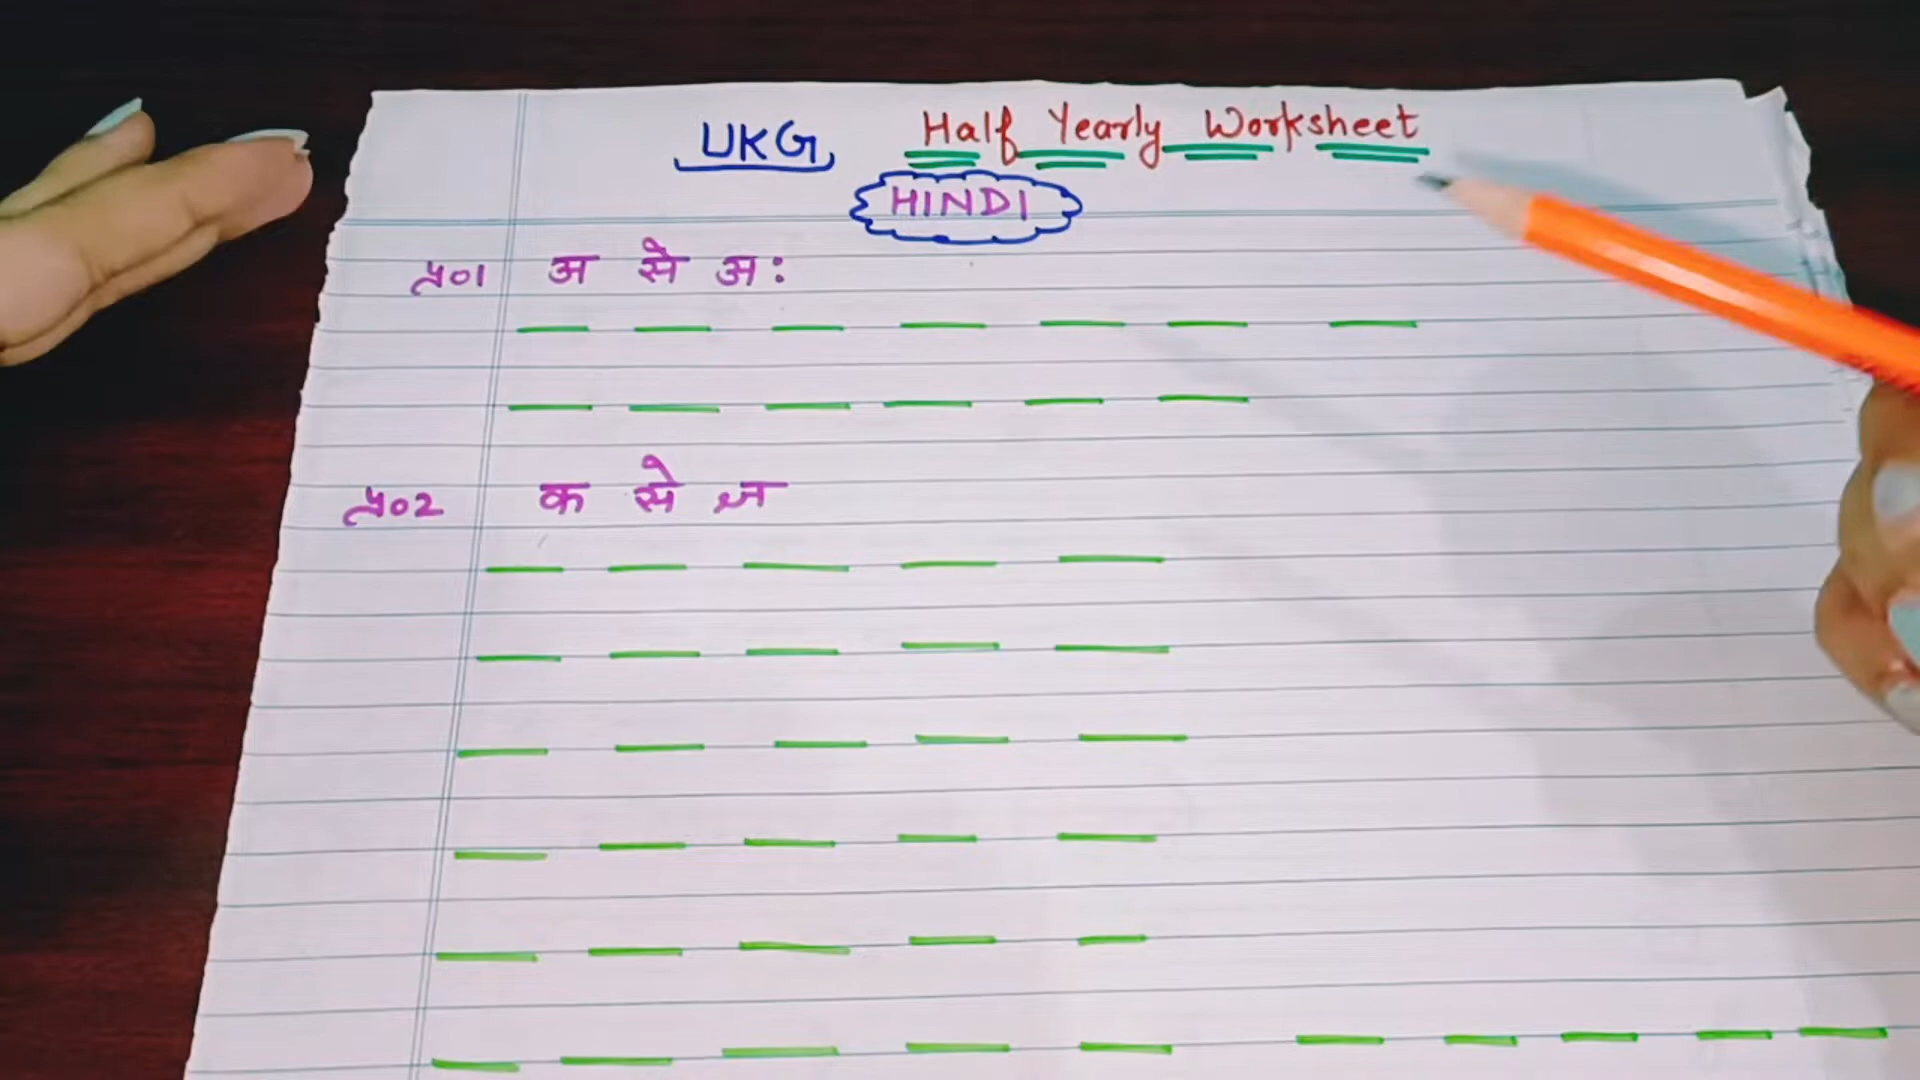 UKG Half Yearly Worksheet
HINDI
प्र01 अ से अः
प्र02 क से ज्ञ